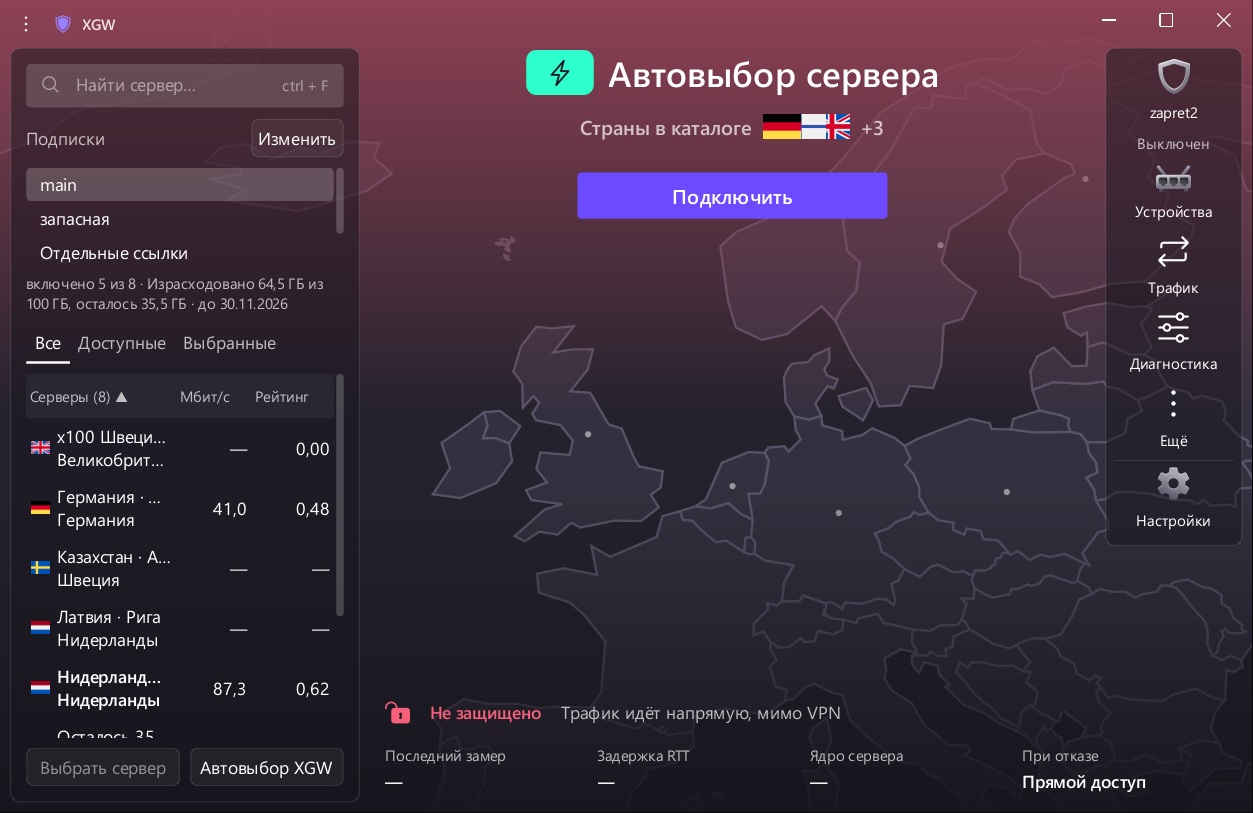 XGW
Найти сервер... ctrl + F
Подписки Изменить
main
запасная
Отдельные ссылки
включено 5 из 8 · Израсходовано 64,5 ГБ из
100 ГБ, осталось 35,5 ГБ · до 30.11.2026
Все Доступные Выбранные
Серверы (8) ▲ Мбит/с Рейтинг
x100 Швеци...
Великобрит...
— 0,00
Германия · ...
Германия
41,0 0,48
Казахстан · А...
Швеция
— —
Латвия · Рига
Нидерланды
— —
Нидерланд...
Нидерланды
87,3 0,62
Осталось 35
Выбрать сервер Автовыбор XGW
Автовыбор сервера
Страны в каталоге +3
Подключить
Не защищено Трафик идёт напрямую, мимо VPN
Последний замер Задержка RTT Ядро сервера При отказе
— — — Прямой доступ
zapret2
Выключен
Устройства
Трафик
Диагностика
Ещё
Настройки